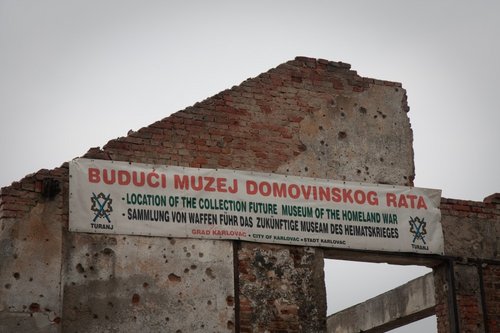 BUDUĆI MUZEJ DOMOVINSKOG RATA
• LOCATION OF THE COLLECTION FUTURE MUSEUM OF THE HOMELAND WAR
• SAMMLUNG VON WAFFEN FÜHR DAS ZUKÜNFTIGE MUSEAM DES HEIMATSKRIEGES
GRAD KARLOVAC • CITY OF KARLOVAC • STADT KARLOVAC
TURANJ
TURANJ